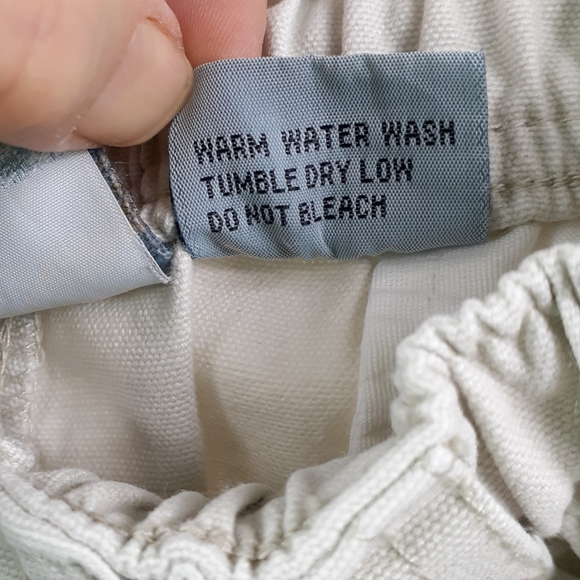 WARM WATER WASH
TUMBLE DRY LOW
DO NOT BLEACH